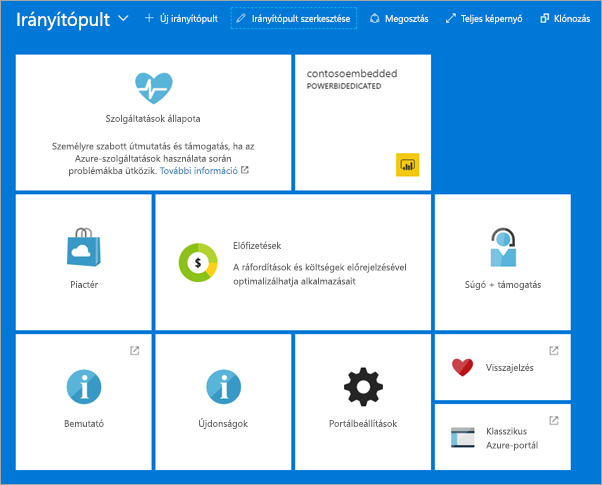 Irányítópult
Új irányítópult
Irányítópult szerkesztése
Megosztás
Teljes képernyő
Klónozás
Szolgáltatások állapota
Személyre szabott útmutatás és támogatás, ha az
Azure-szolgáltatások használata során
problémákba ütközik. További információ
contosoembedded
POWERBIDEDICATED
Piactér
Előfizetések
A ráfordítások és költségek előrejelzésével
optimalizálhatja alkalmazásait
Súgó + támogatás
Bemutató
Újdonságok
Portálbeállítások
Visszajelzés
Klasszikus
Azure-portál